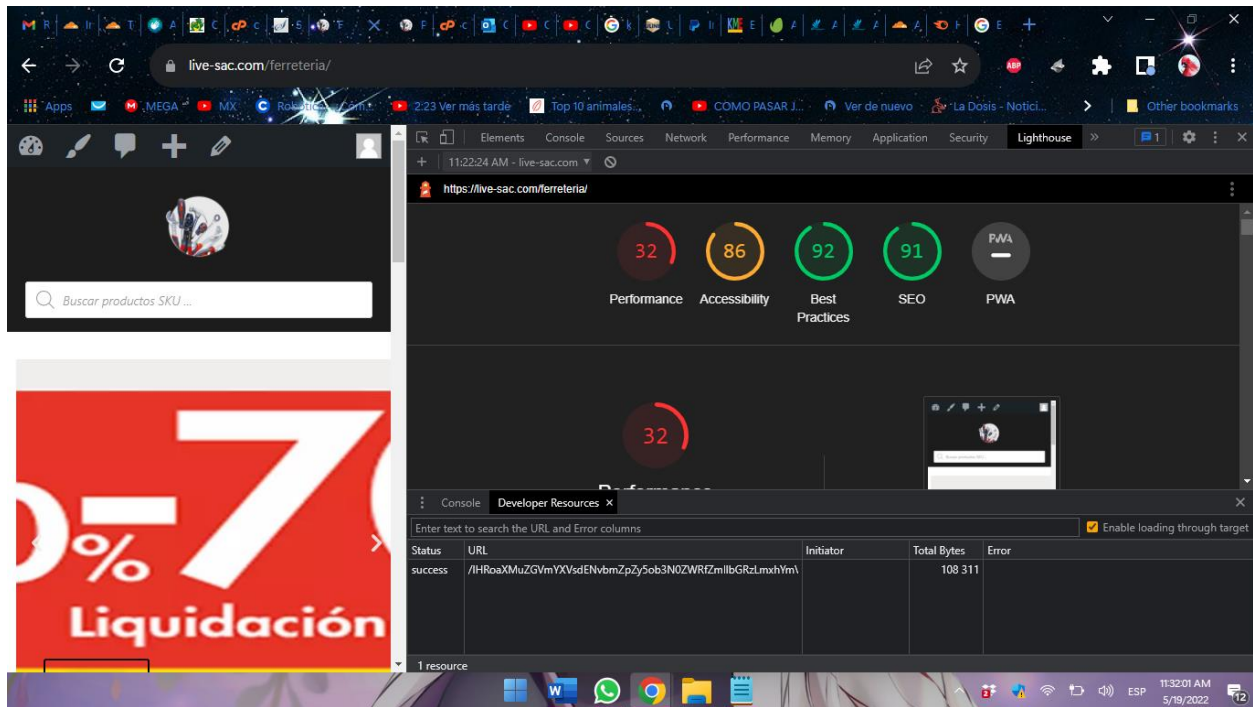 live-sac.com/ferreteria/
Apps MEGA MX 2:23 Ver más tarde Top 10 animales... COMO PASAR J... Ver de nuevo La Dosis - Notici... Other bookmarks
Elements Console Sources Network Performance Memory Application Security Lighthouse 1
11:22:24 AM - live-sac.com
https://live-sac.com/ferreteria/
32 86 92 91 PWA
Performance Accessibility Best Practices SEO PWA
Buscar productos SKU ...
32
Performance
%-7
Liquidación
Console Developer Resources
Enter text to search the URL and Error columns
Enable loading through target
Status URL Initiator Total Bytes Error
success 108 311
1 resource
ESP 11:32:01 AM
5/19/2022
12